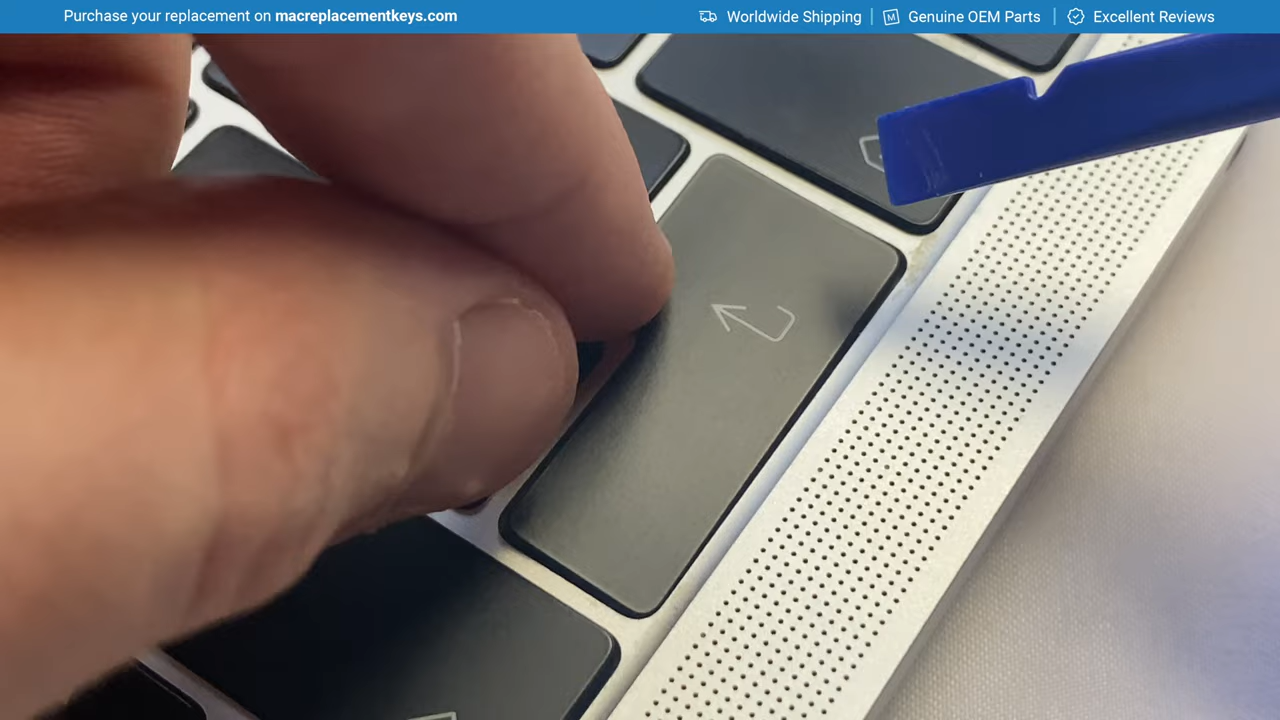 Purchase your replacement on macreplacementkeys.com
Worldwide Shipping
Genuine OEM Parts
Excellent Reviews